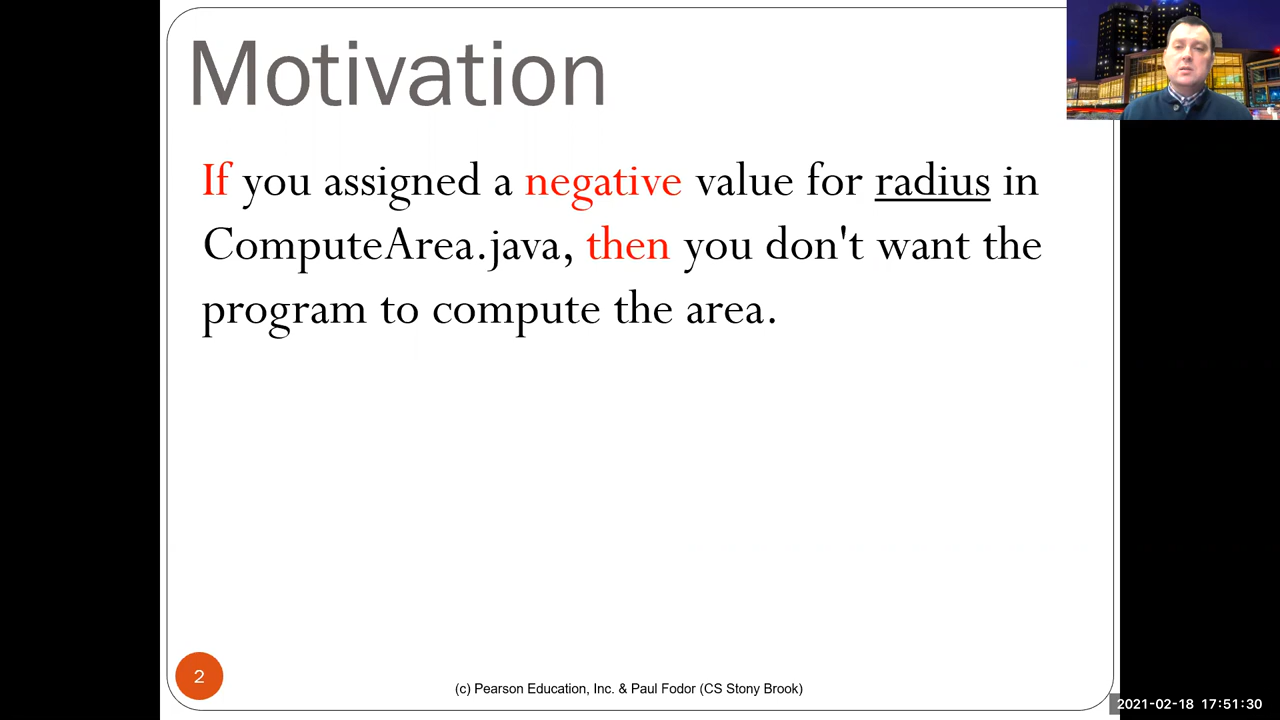 Motivation
If you assigned a negative value for radius in
ComputeArea.java, then you don't want the
program to compute the area.
2
(c) Pearson Education, Inc. & Paul Fodor (CS Stony Brook)
2021-02-18 17:51:30